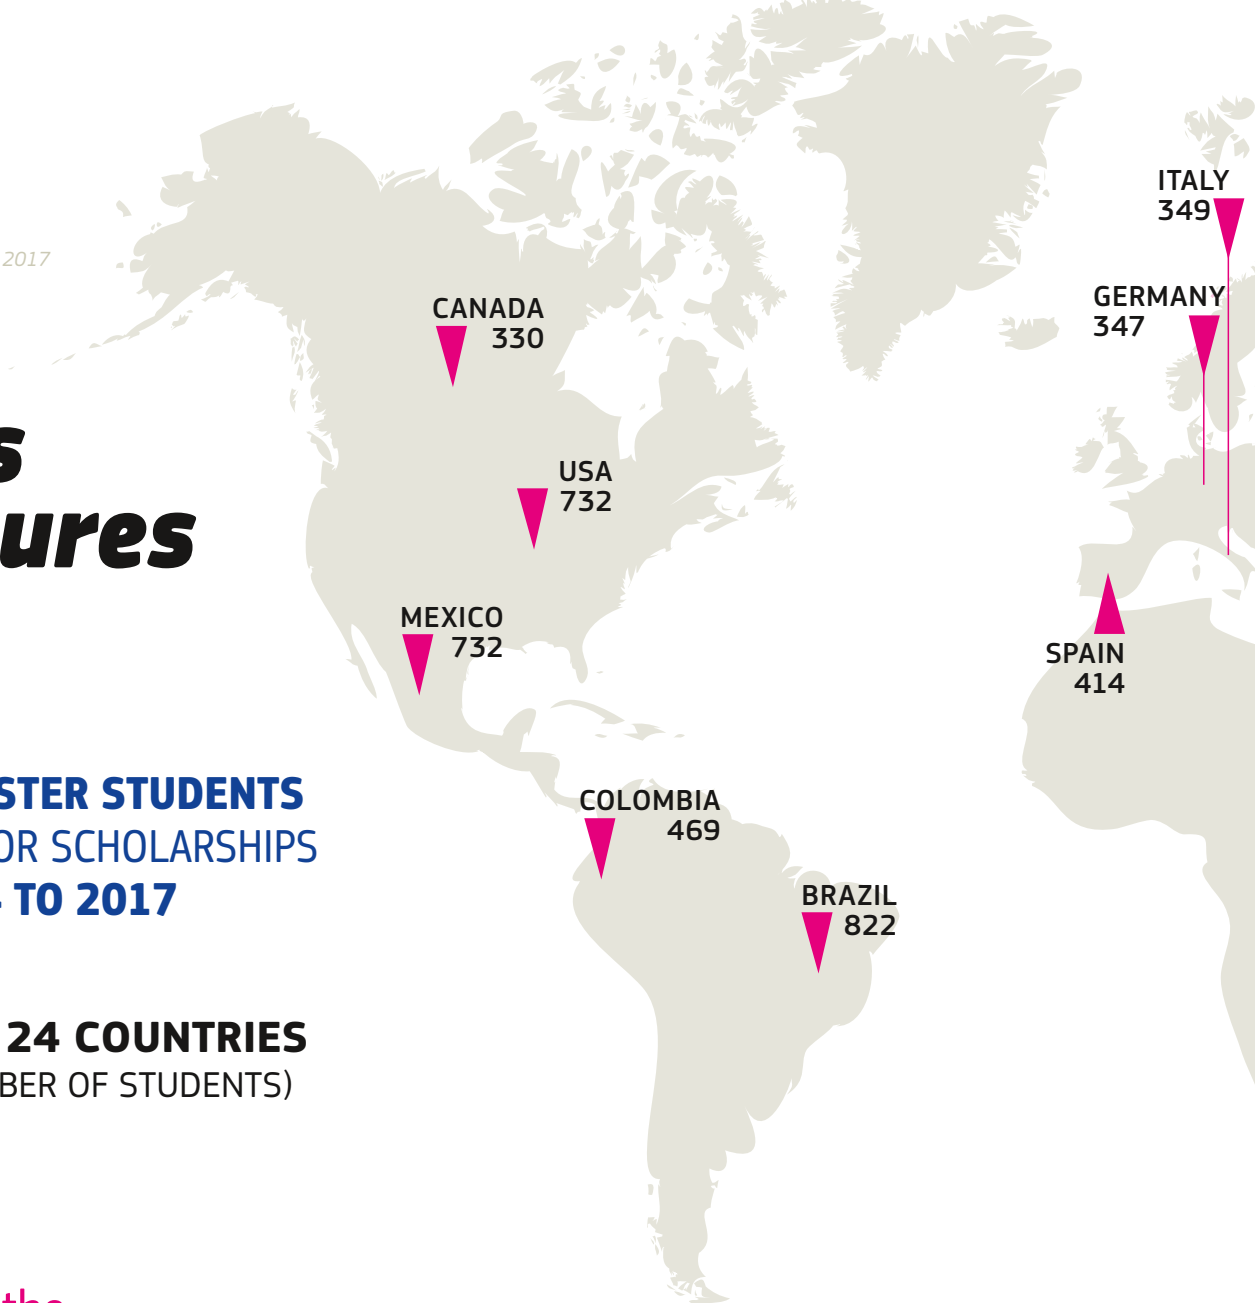 2017
ures
STER STUDENTS
OR SCHOLARSHIPS
TO 2017
24 COUNTRIES
BER OF STUDENTS)
the
CANADA
330
USA
732
MEXICO
732
COLOMBIA
469
BRAZIL
822
ITALY
349
GERMANY
347
SPAIN
414